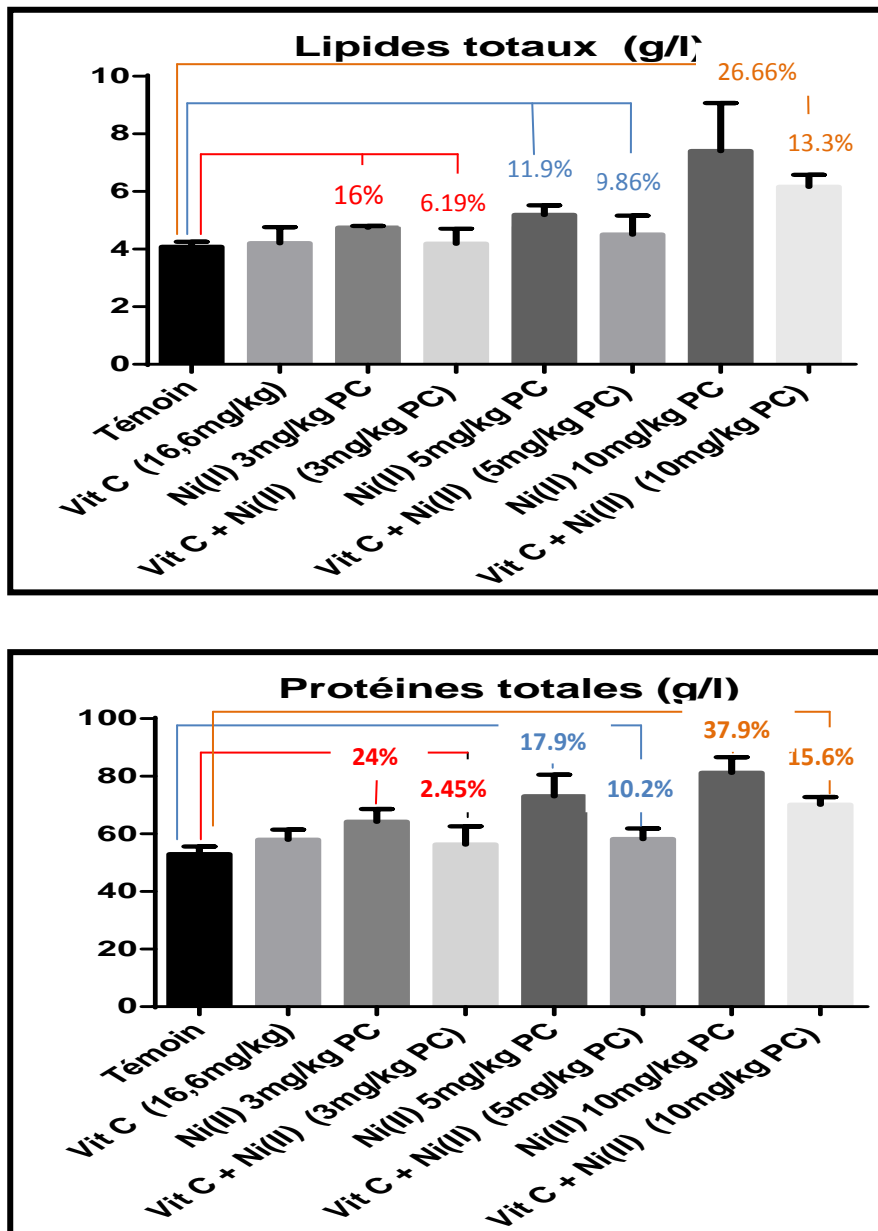 Lipides totaux (g/l)
26.66%
10
8
13.3%
11.9%
6
16%
6.19%
9.86%
4
2
0
Témoin
Vit C (16,6mg/kg)
Ni(II) 3mg/kg PC
Vit C + Ni(II) (3mg/kg PC)
Ni(II) 5mg/kg PC
Vit C + Ni(II) (5mg/kg PC)
Ni(II) 10mg/kg PC
Vit C + Ni(II) (10mg/kg PC)
Protéines totales (g/l)
100
37.9%
17.9%
24%
15.6%
80
2.45%
10.2%
60
40
20
0
Témoin
Vit C (16,6mg/kg)
Ni(II) 3mg/kg PC
Vit C + Ni(II) (3mg/kg PC)
Ni(II) 5mg/kg PC
Vit C + Ni(II) (5mg/kg PC)
Ni(II) 10mg/kg PC
Vit C + Ni(II) (10mg/kg PC)